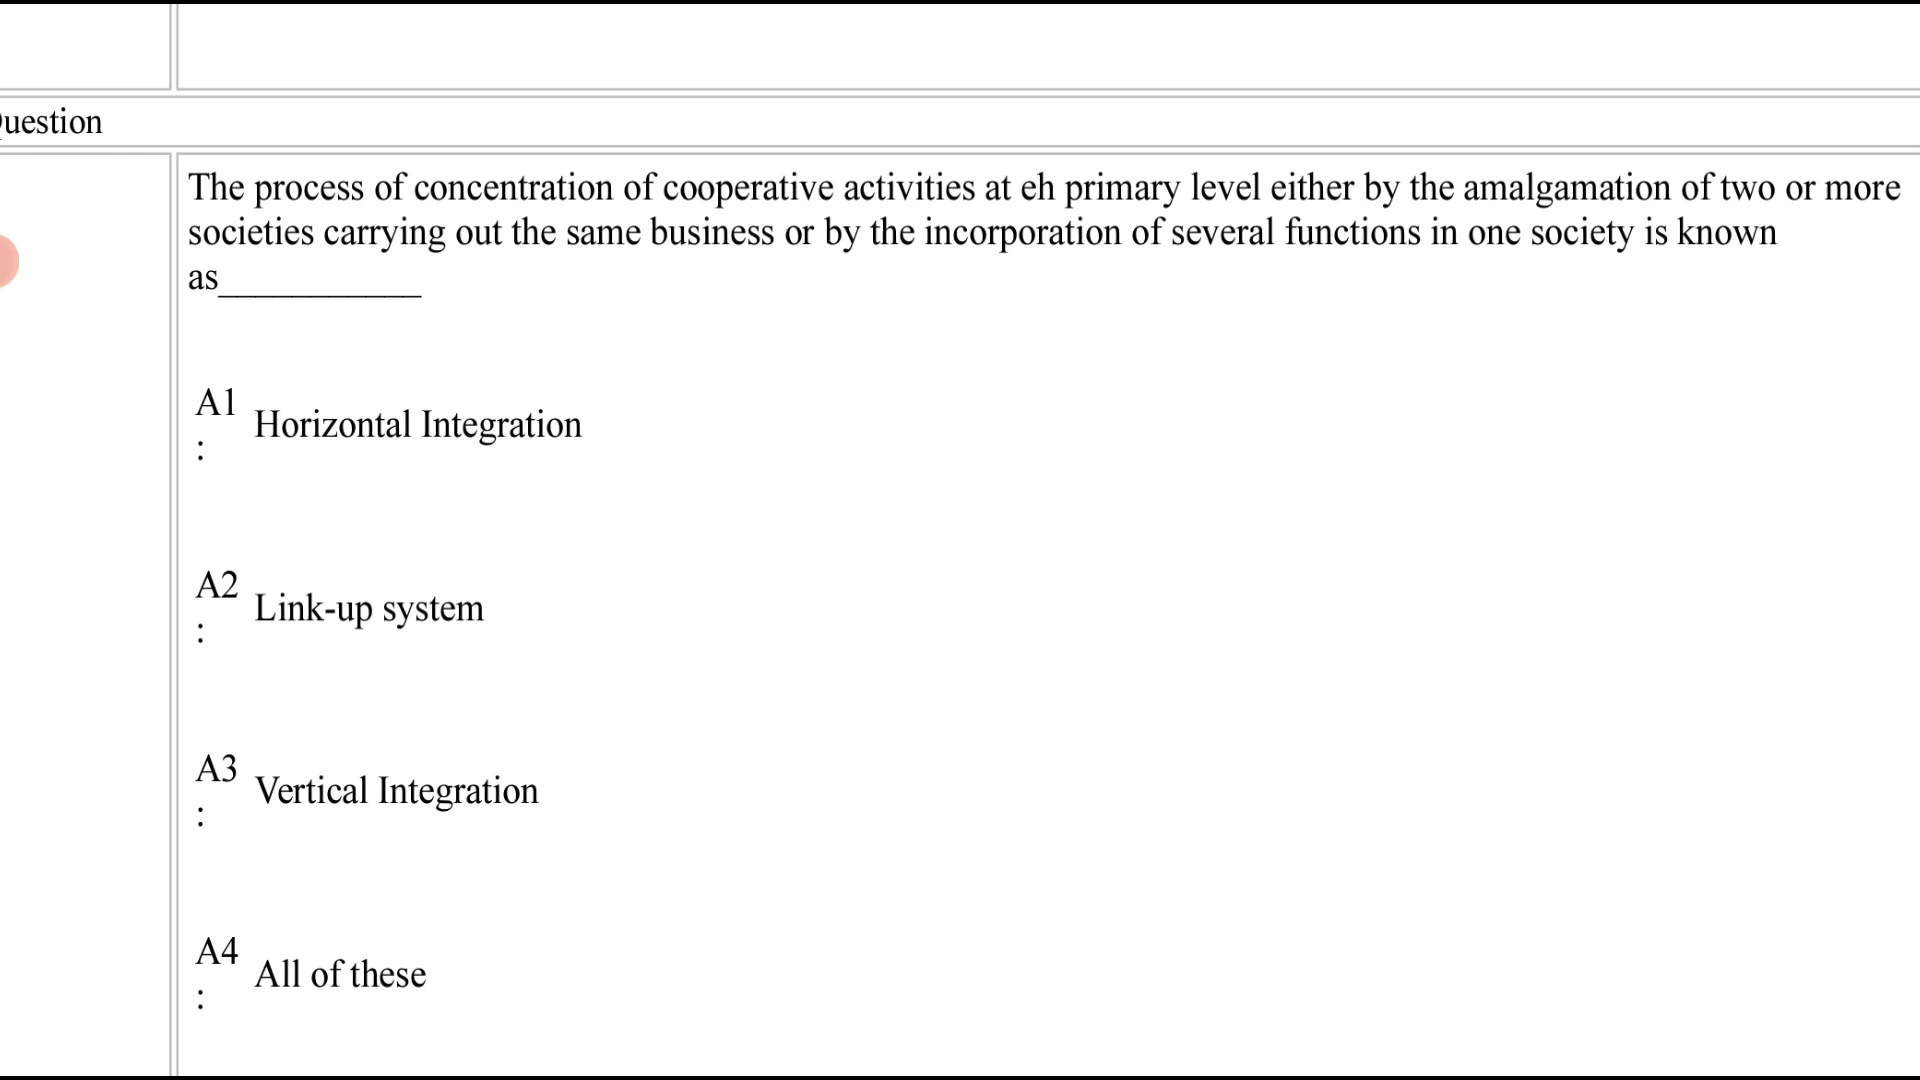 uestion
The process of concentration of cooperative activities at eh primary level either by the amalgamation of two or more
societies carrying out the same business or by the incorporation of several functions in one society is known
as___________
A1
:
Horizontal Integration
A2
:
Link-up system
A3
:
Vertical Integration
A4
:
All of these